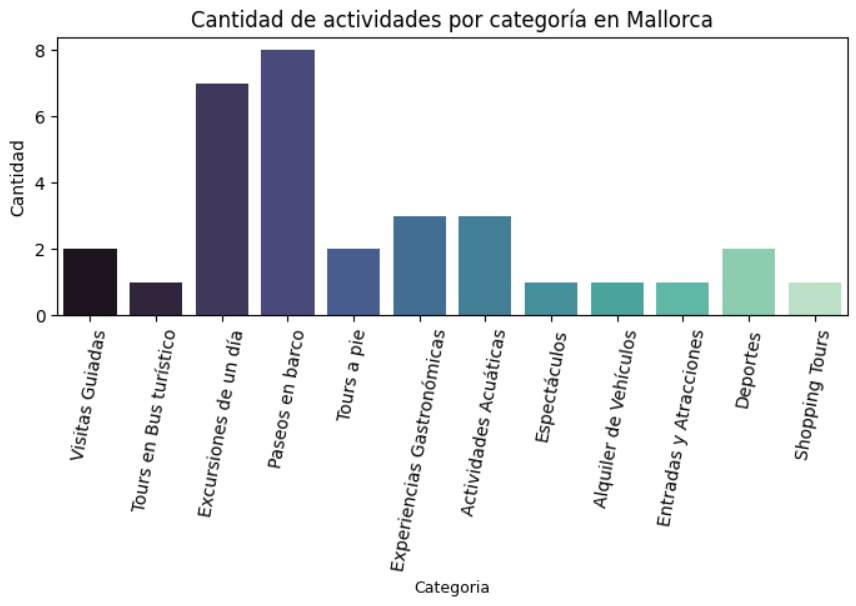 Cantidad de actividades por categoría en Mallorca
Cantidad
8
6
4
2
0
Visitas Guiadas
Tours en Bus turístico
Excursiones de un día
Paseos en barco
Tours a pie
Experiencias Gastronómicas
Actividades Acuáticas
Espectáculos
Alquiler de Vehículos
Entradas y Atracciones
Deportes
Shopping Tours
Categoria